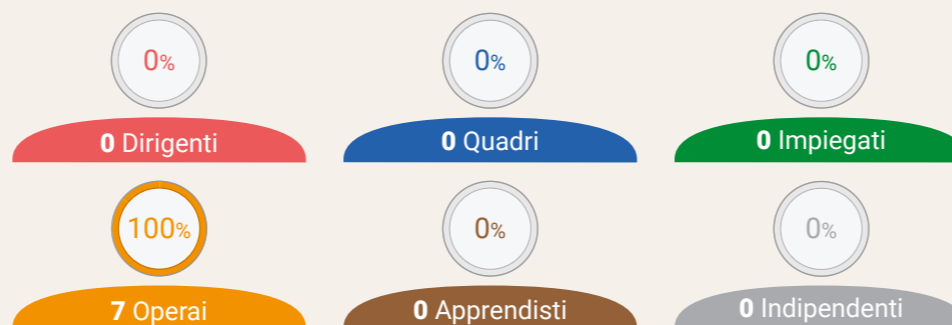 0% 0% 0%
0 Dirigenti 0 Quadri 0 Impiegati
100% 0% 0%
7 Operai 0 Apprendisti 0 Indipendenti